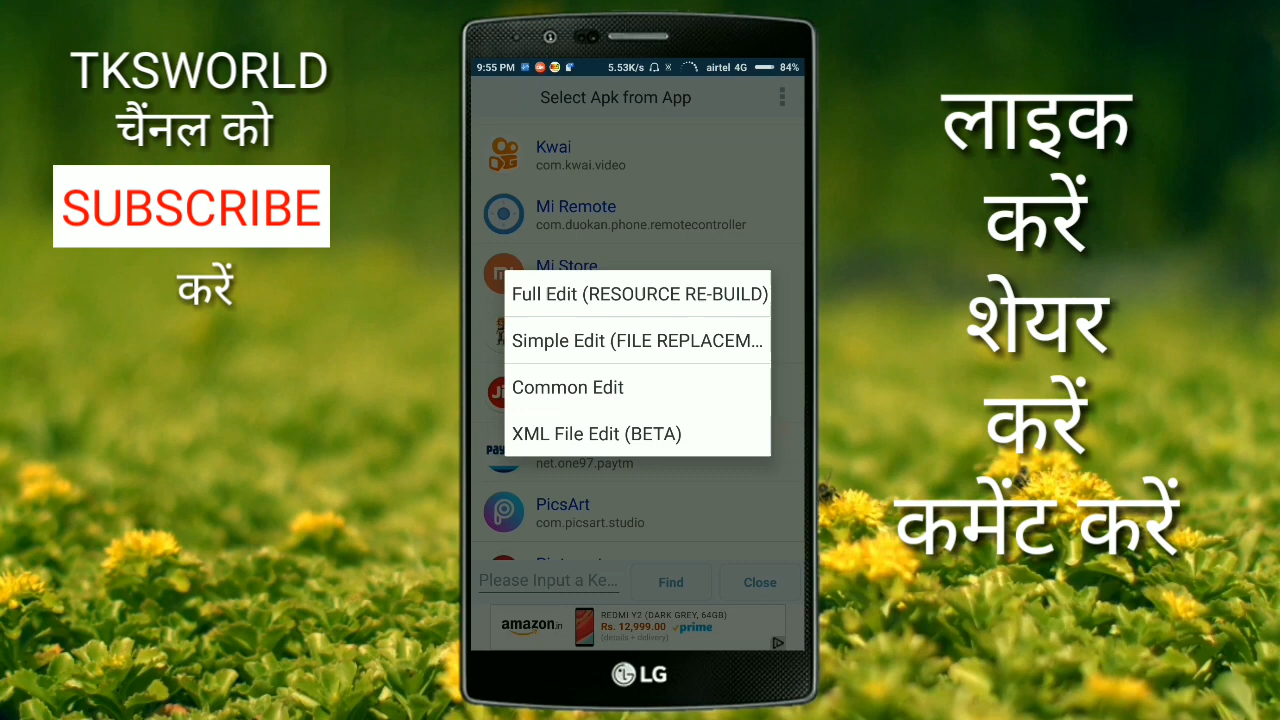 TKSWORLD
चैंनल को
SUBSCRIBE
करें
9:55 PM 5.53K/s airtel 4G 84%
Select Apk from App
Kwai
com.kwai.video
Mi Remote
com.duokan.phone.remotecontroller
Mi Store
Full Edit (RESOURCE RE-BUILD)
Simple Edit (FILE REPLACEM...
Common Edit
XML File Edit (BETA)
net.one97.paytm
PicsArt
com.picsart.studio
Please Input a Ke...
Find
Close
amazon.in
REDMI Y2 (DARK GREY, 64GB)
Rs. 12,999.00 prime
(details + delivery)
LG
लाइक
करें
शेयर
करें
कमेंट करें